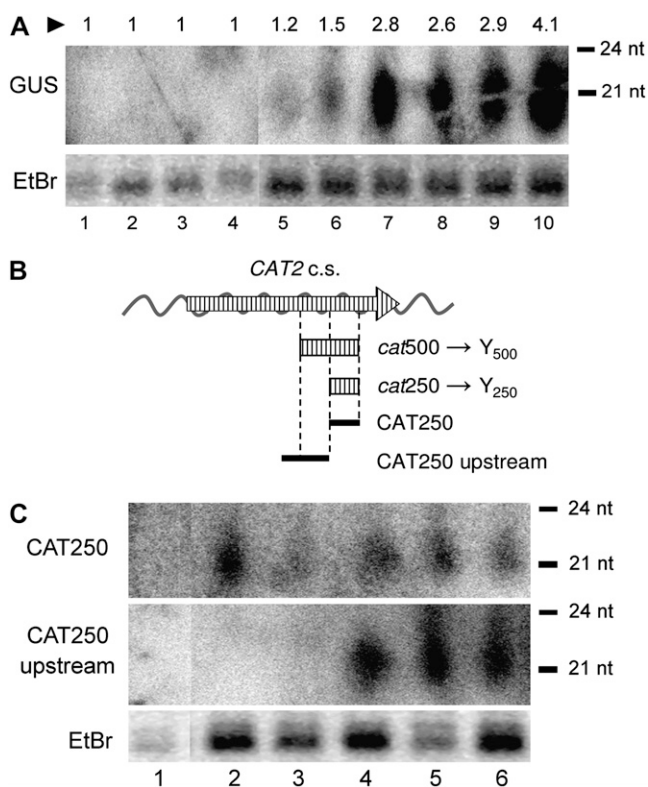 A ► 1 1 1 1 1.2 1.5 2.8 2.6 2.9 4.1
24 nt
GUS
21 nt
EtBr
1 2 3 4 5 6 7 8 9 10
B
CAT2 c.s.
cat500 → Y500
cat250 → Y250
CAT250
CAT250 upstream
C
24 nt
CAT250
21 nt
24 nt
CAT250
upstream
21 nt
EtBr
1 2 3 4 5 6